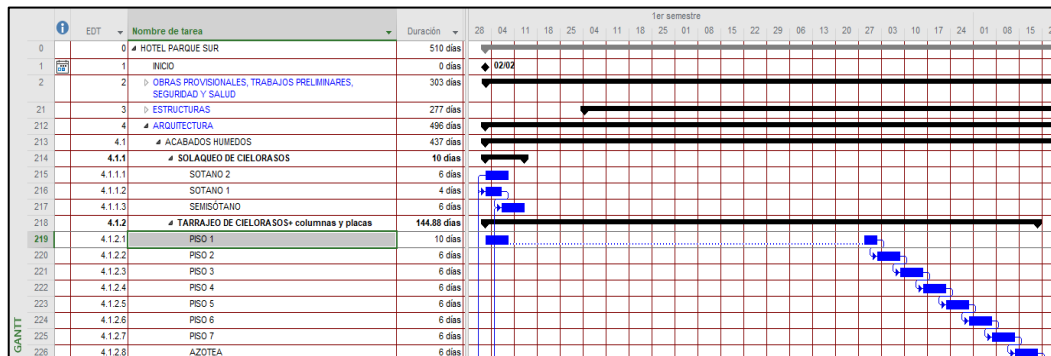 1er semestre
EDT Nombre de tarea Duración 28 04 11 18 25 04 11 18 25 01 08 15 22 29 06 13 20 27 03 10 17 24 01 08 15
0 0 HOTEL PARQUE SUR 510 días
1 1 INICIO 0 días 02/02
2 2 OBRAS PROVISIONALES, TRABAJOS PRELIMINARES,
SEGURIDAD Y SALUD 303 días
21 3 ESTRUCTURAS 277 días
212 4 ARQUITECTURA 496 días
213 4.1 ACABADOS HUMEDOS 437 días
214 4.1.1 SOLAQUEO DE CIELORASOS 10 días
215 4.1.1.1 SOTANO 2 6 días
216 4.1.1.2 SOTANO 1 4 días
217 4.1.1.3 SEMISÓTANO 6 días
218 4.1.2 TARRAJEO DE CIELORASOS+ columnas y placas 144.88 días
219 4.1.2.1 PISO 1 10 días
220 4.1.2.2 PISO 2 6 días
221 4.1.2.3 PISO 3 6 días
222 4.1.2.4 PISO 4 6 días
223 4.1.2.5 PISO 5 6 días
224 4.1.2.6 PISO 6 6 días
225 4.1.2.7 PISO 7 6 días
226 4.1.2.8 AZOTEA 6 días
GANTT